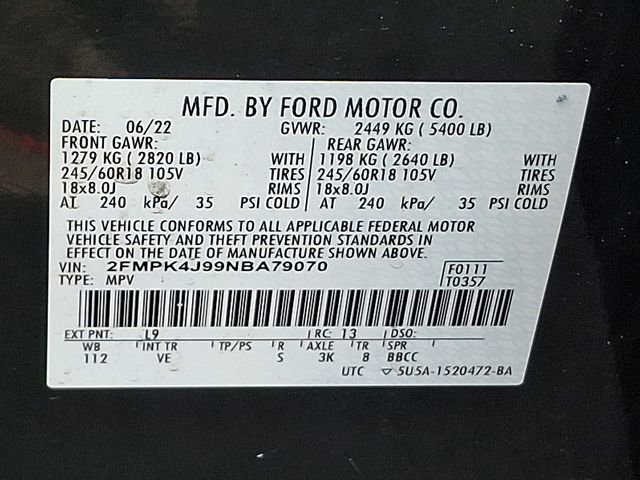 MFD. BY FORD MOTOR CO.
DATE: 06/22 GVWR: 2449 KG ( 5400 LB)
FRONT GAWR: REAR GAWR:
1279 KG ( 2820 LB) WITH 1198 KG ( 2640 LB) WITH
245/60R18 105V TIRES 245/60R18 105V TIRES
18x8.0J RIMS 18x8.0J RIMS
AT 240 kPa/ 35 PSI COLD AT 240 kPa/ 35 PSI COLD
THIS VEHICLE CONFORMS TO ALL APPLICABLE FEDERAL MOTOR
VEHICLE SAFETY AND THEFT PREVENTION STANDARDS IN
EFFECT ON THE DATE OF MANUFACTURE SHOWN ABOVE.
VIN: 2FMPK4J99NBA79070 F0111
TYPE: MPV T0357
EXT PNT: L9 RC: 13 DSO:
WB INT TR TP/PS R AXLE TR SPR
112 VE S 3K 8 BBCC
UTC ▽ 5U5A-1520472-BA